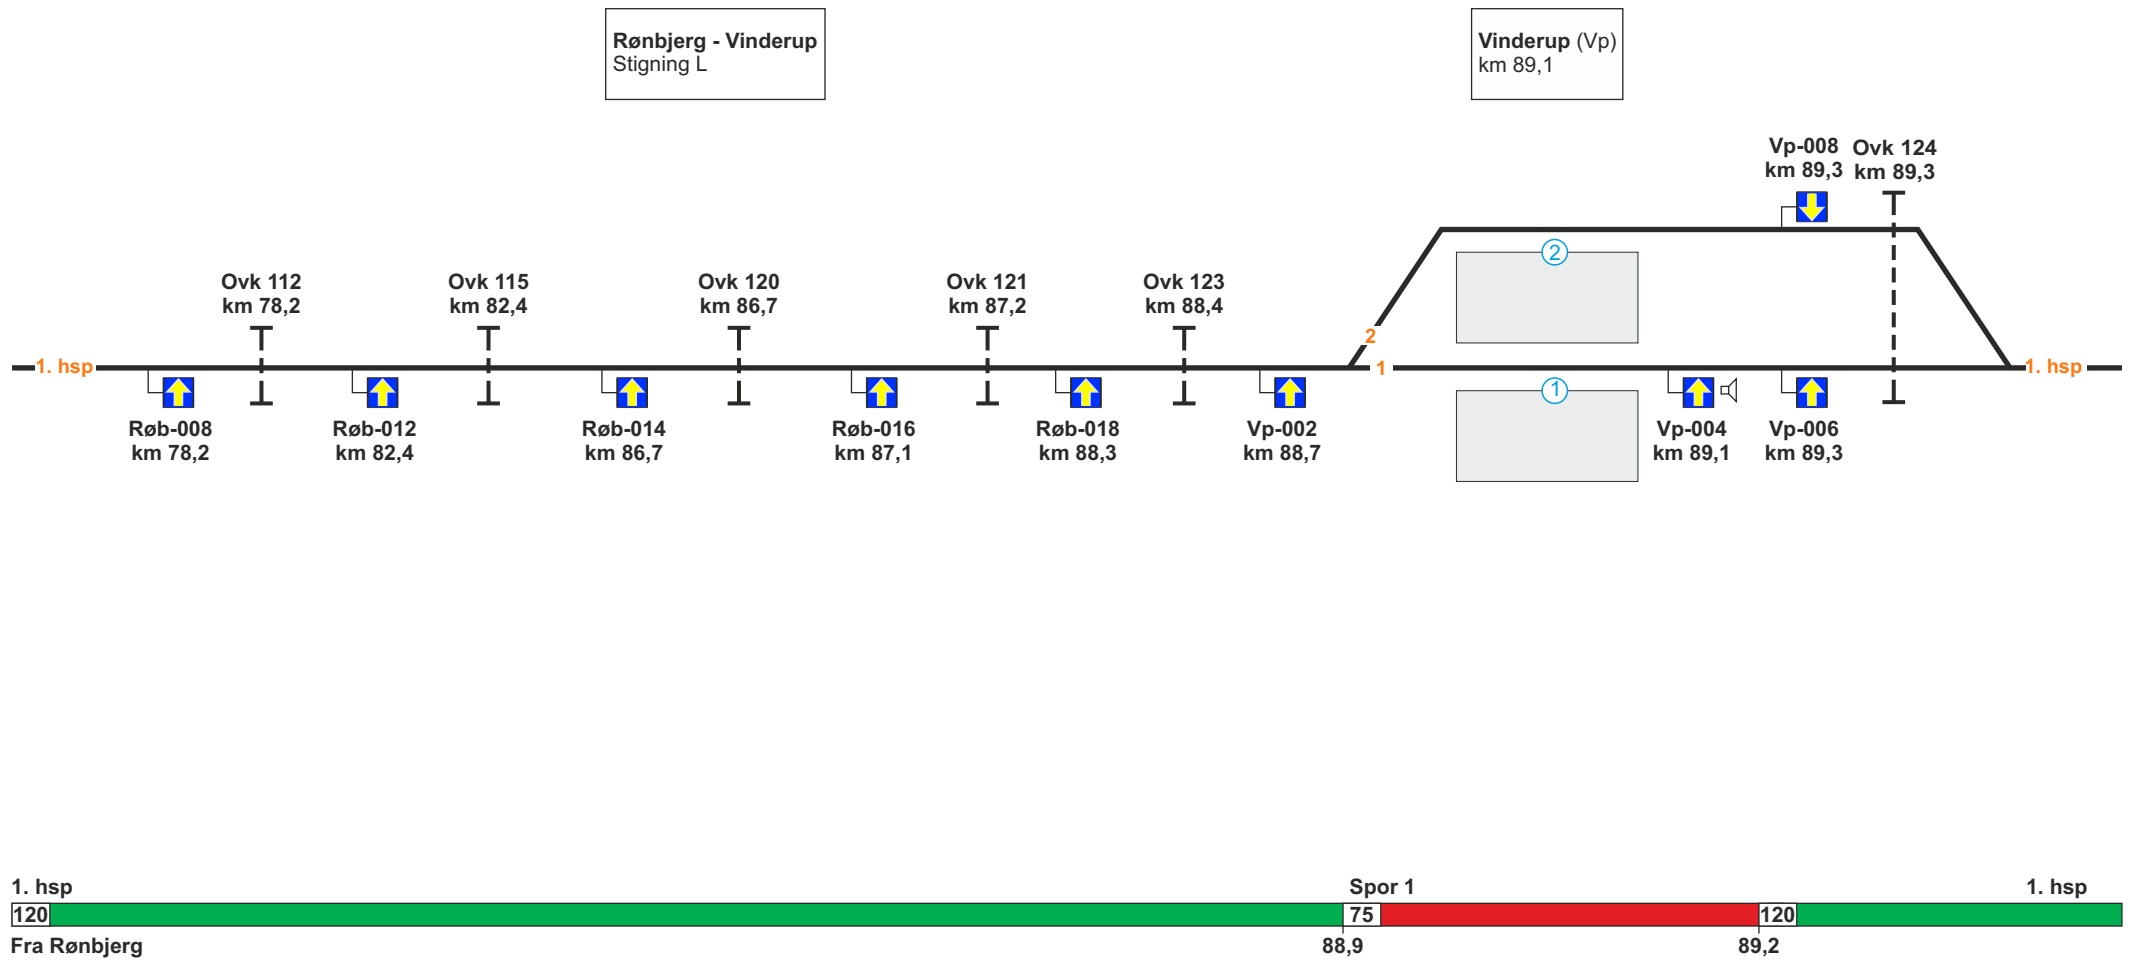 Rønbjerg - Vinderup
Stigning L
Vinderup (Vp)
km 89,1
Vp-008
km 89,3
Ovk 124
km 89,3
2
Ovk 112
km 78,2
Ovk 115
km 82,4
Ovk 120
km 86,7
Ovk 121
km 87,2
Ovk 123
km 88,4
2
1. hsp
1
1. hsp
1
Røb-008
km 78,2
Røb-012
km 82,4
Røb-014
km 86,7
Røb-016
km 87,1
Røb-018
km 88,3
Vp-002
km 88,7
Vp-004
km 89,1
Vp-006
km 89,3
1. hsp
Spor 1
1. hsp
120
75
120
Fra Rønbjerg
88,9
89,2